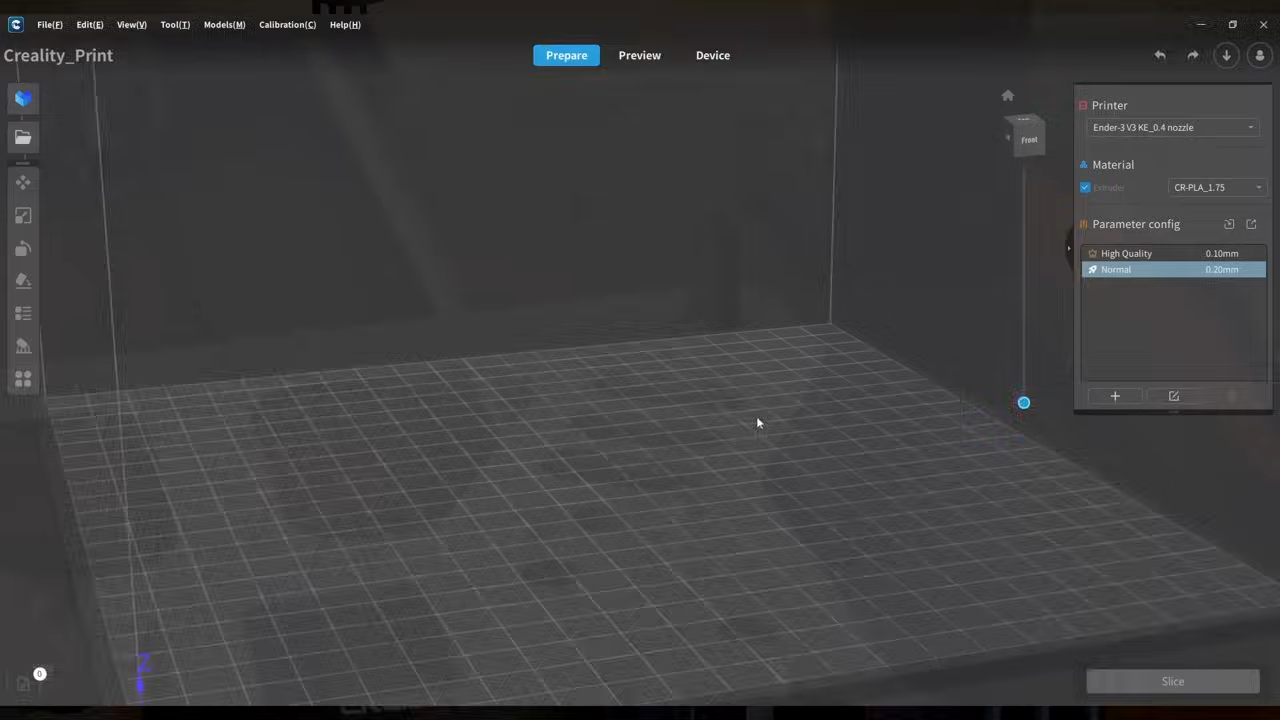 File(F) Edit(E) View(V) Tool(T) Models(M) Calibration(C) Help(H)
Creality_Print
Prepare Preview Device
Printer
Ender-3 V3 KE_0.4 nozzle
Front
Material
Extruder CR-PLA_1.75
Parameter config
High Quality 0.10mm
Normal 0.20mm
Z
0
Slice